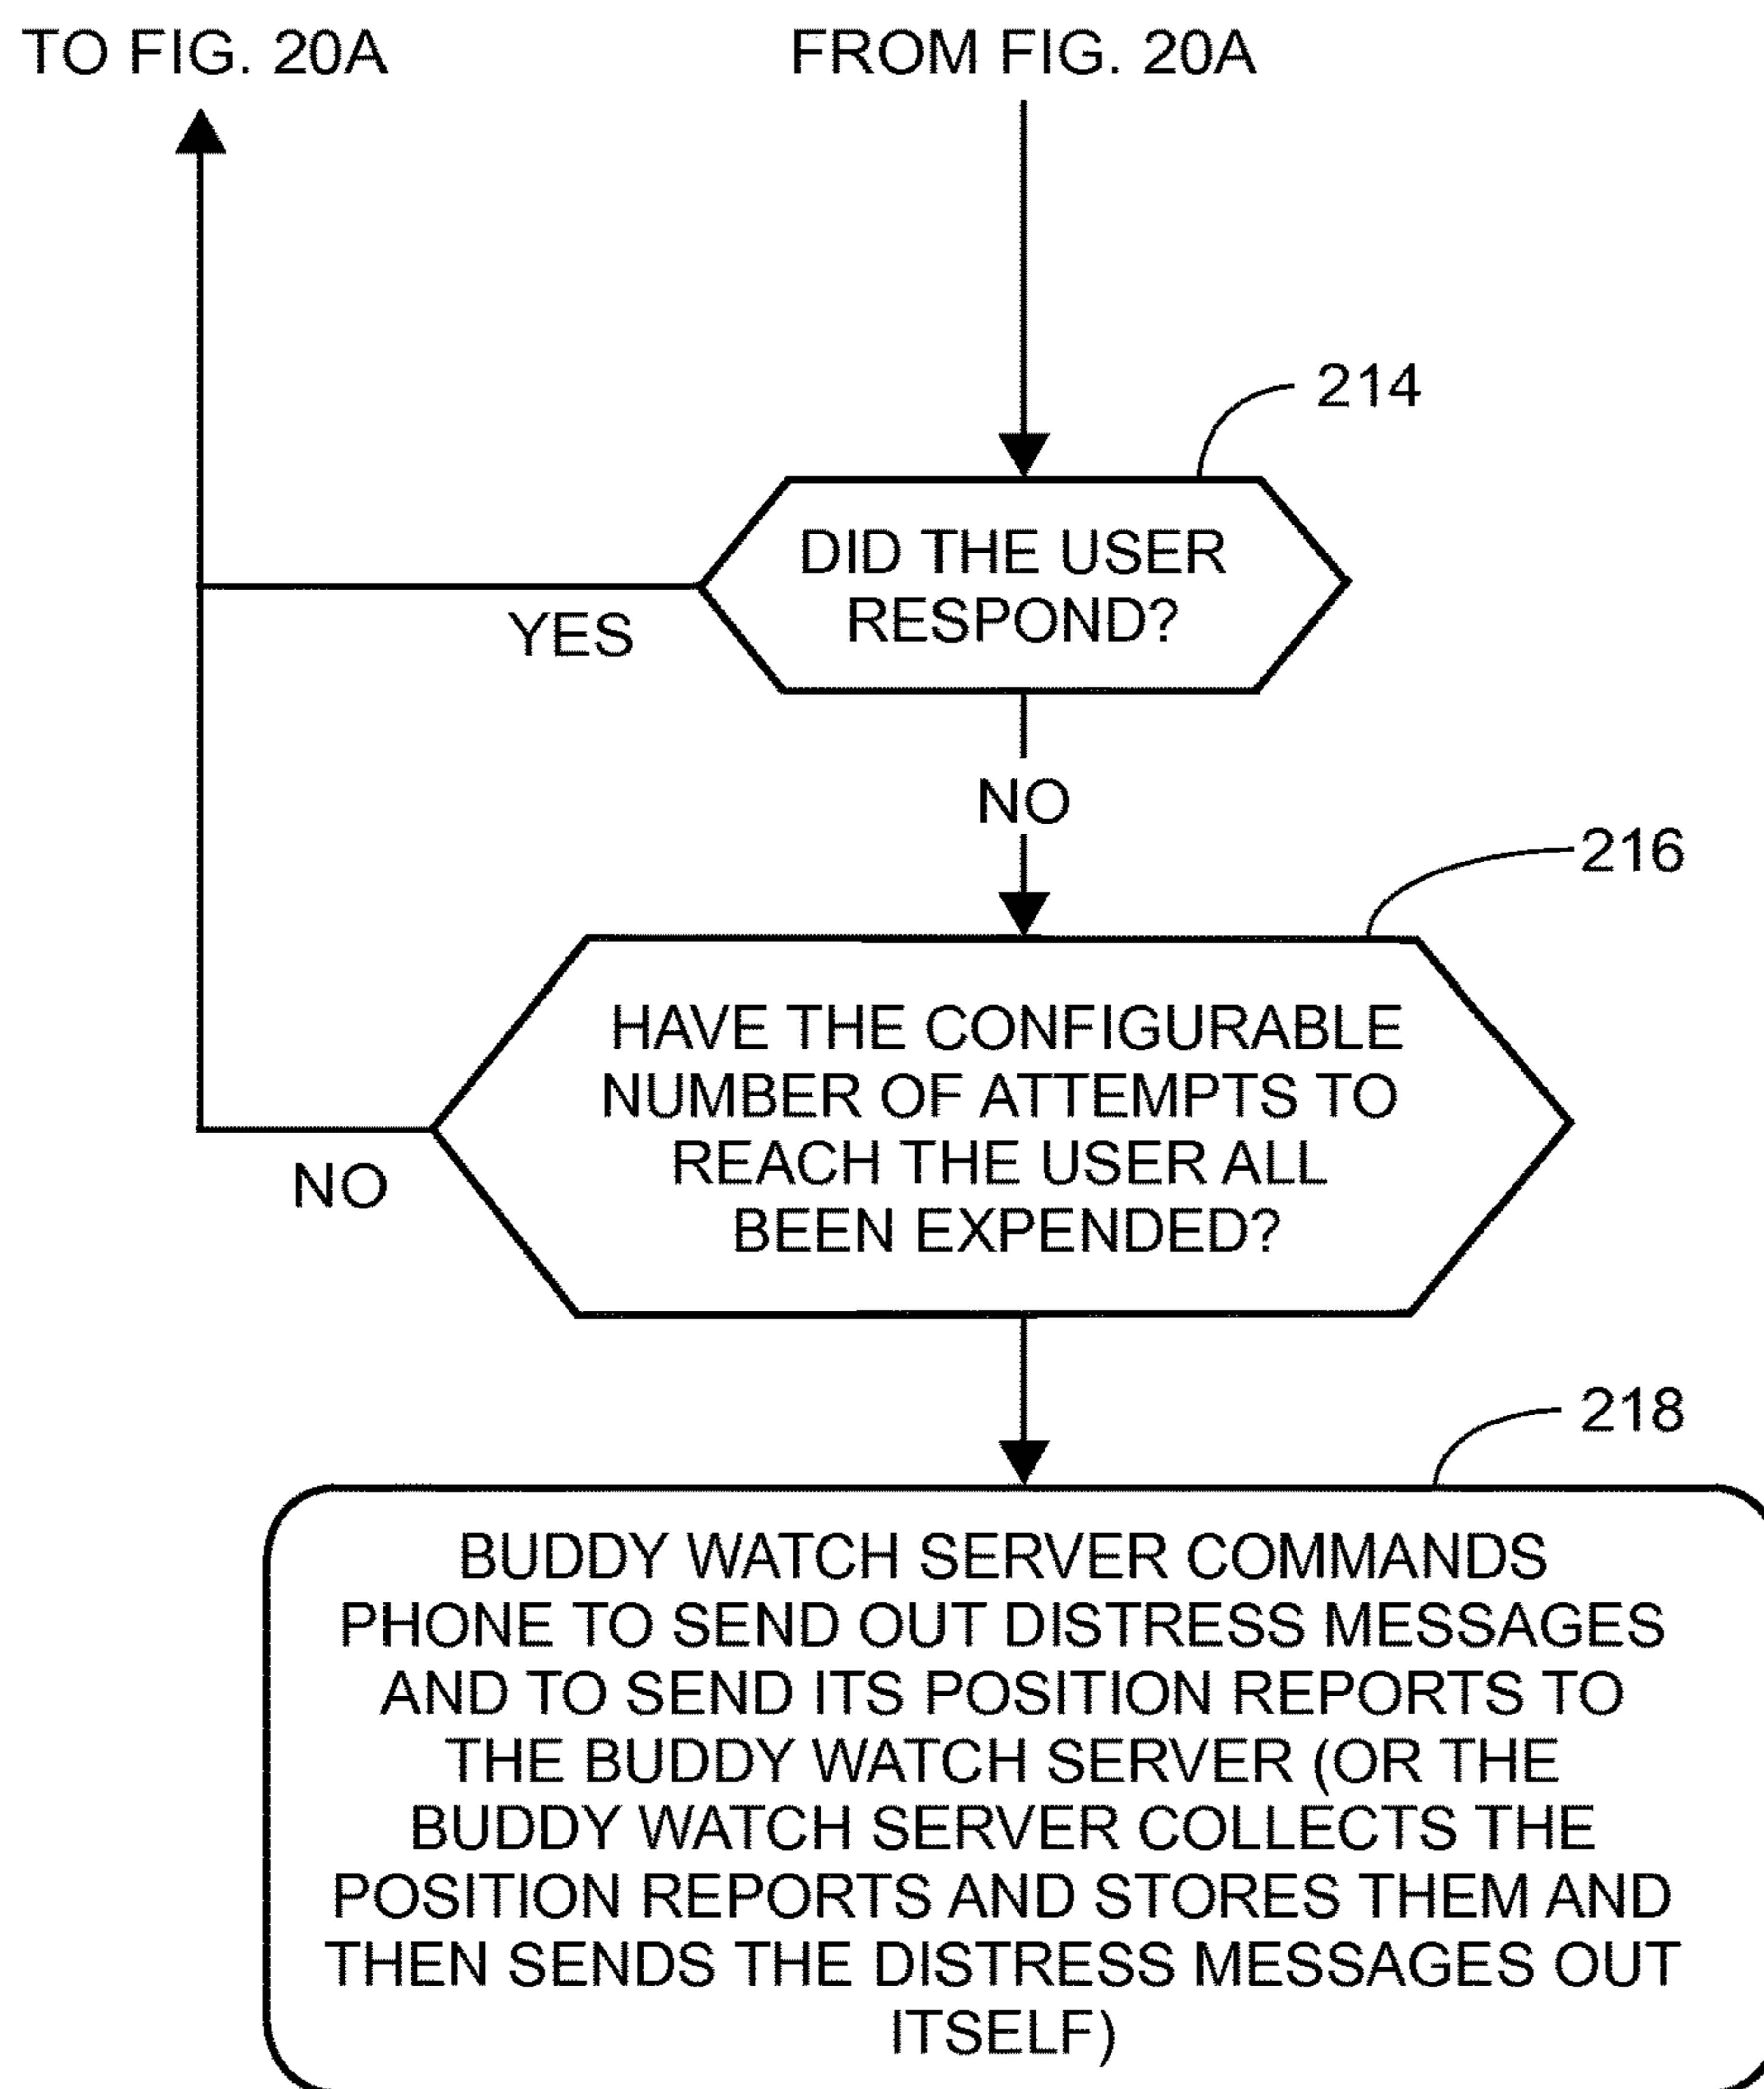 TO FIG. 20A
FROM FIG. 20A
214
DID THE USER
RESPOND?
YES
NO
216
HAVE THE CONFIGURABLE
NUMBER OF ATTEMPTS TO
REACH THE USER ALL
BEEN EXPENDED?
NO
218
BUDDY WATCH SERVER COMMANDS
PHONE TO SEND OUT DISTRESS MESSAGES
AND TO SEND ITS POSITION REPORTS TO
THE BUDDY WATCH SERVER (OR THE
BUDDY WATCH SERVER COLLECTS THE
POSITION REPORTS AND STORES THEM AND
THEN SENDS THE DISTRESS MESSAGES OUT
ITSELF)